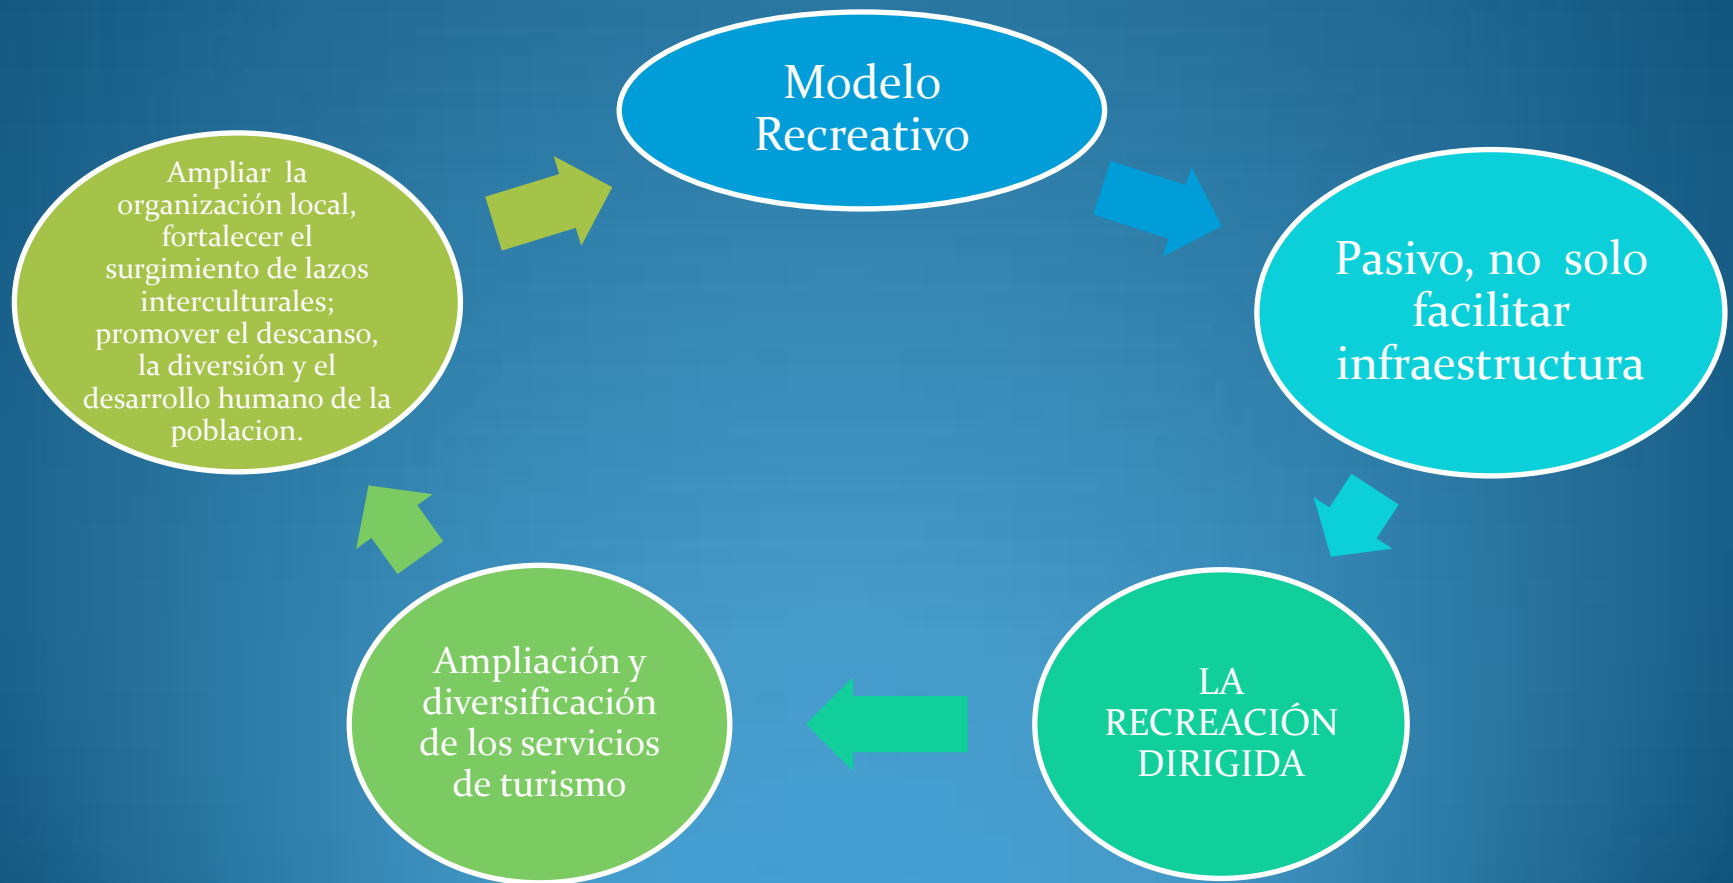 Modelo
Recreativo
Pasivo, no solo
facilitar
infraestructura
LA
RECREACIÓN
DIRIGIDA
Ampliación y
diversificación
de los servicios
de turismo
Ampliar la
organización local,
fortalecer el
surgimiento de lazos
interculturales;
promover el descanso,
la diversión y el
desarrollo humano de la
poblacion.